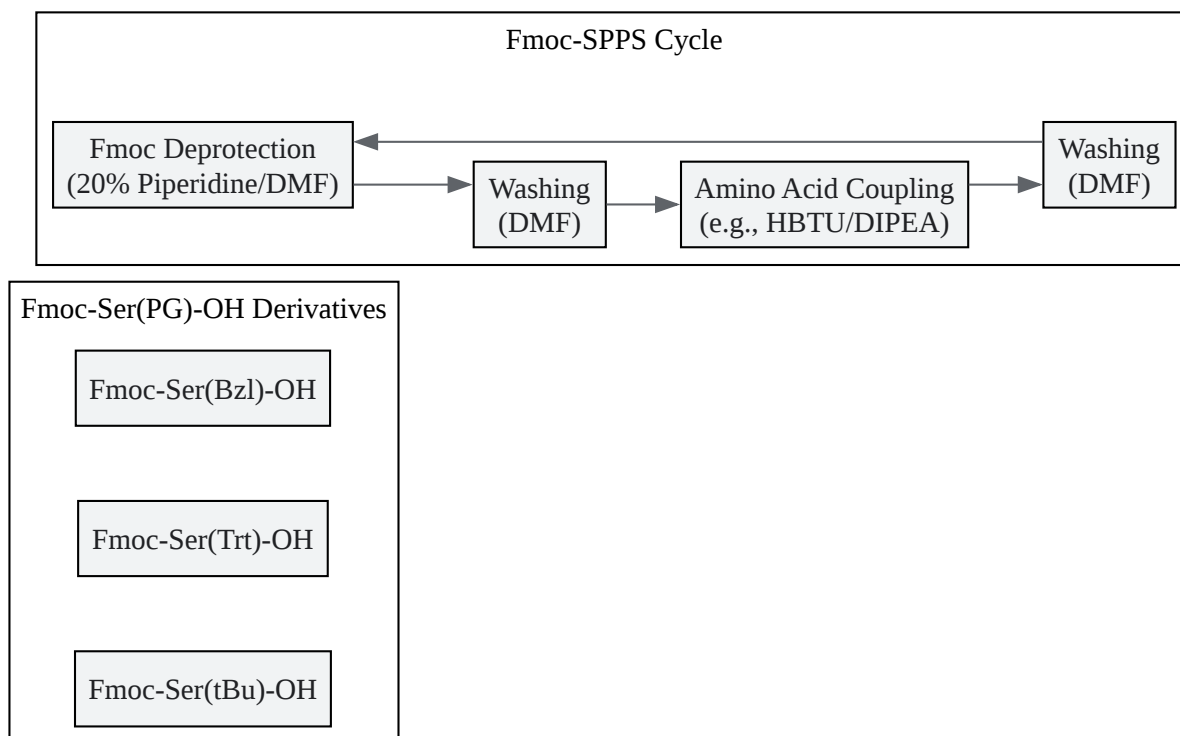 Fmoc-SPPS Cycle
Fmoc Deprotection
(20% Piperidine/DMF)
Washing
(DMF)
Amino Acid Coupling
(e.g., HBTU/DIPEA)
Washing
(DMF)
Fmoc-Ser(PG)-OH Derivatives
Fmoc-Ser(Bzl)-OH
Fmoc-Ser(Trt)-OH
Fmoc-Ser(tBu)-OH